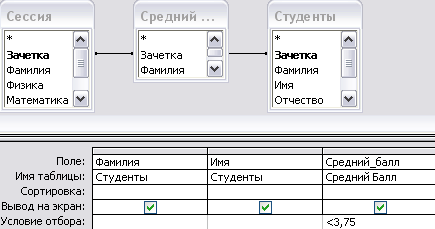 Сессия Средний ... Студенты
* * *
Зачетка Зачетка Зачетка
Фамилия Фамилия Фамилия
Физика Имя
Математика Отчество
Поле: Фамилия Имя Средний_балл
Имя таблицы: Студенты Студенты Средний Балл
Сортировка:
Вывод на экран:
Условие отбора: <3,75